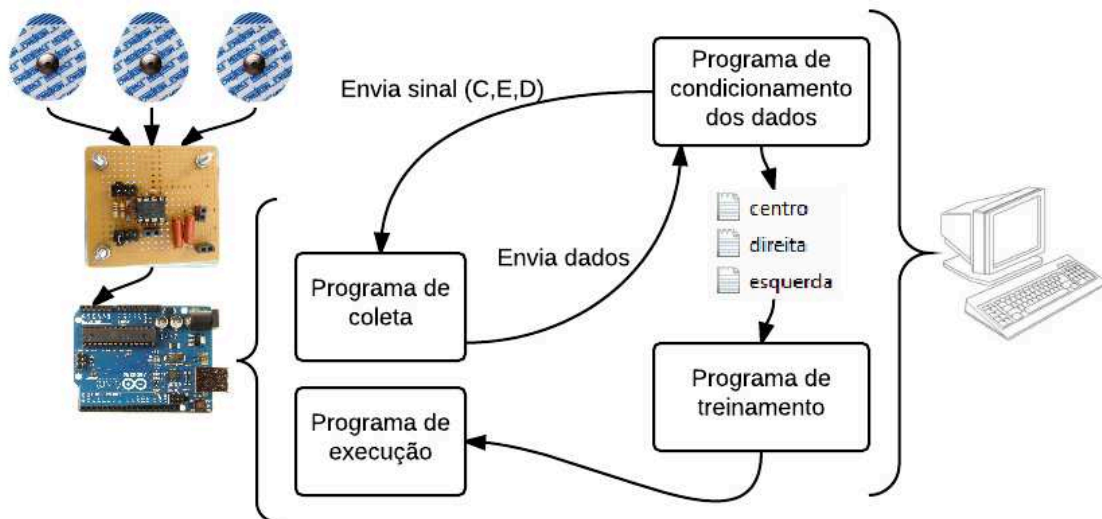 Programa de
condicionamento
dos dados
Envia sinal (C,E,D)
centro
direita
esquerda
Envia dados
Programa de
coleta
Programa de
treinamento
Programa de
execução